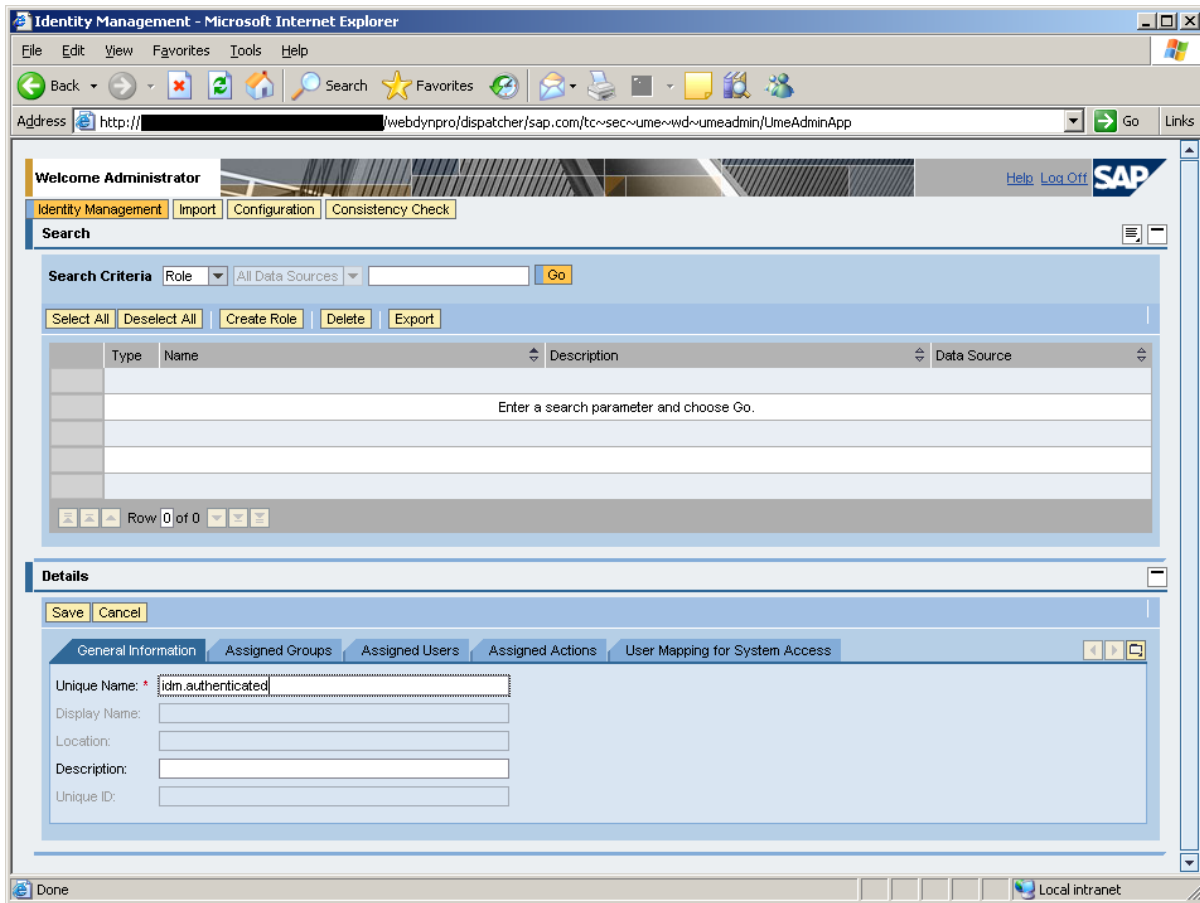 Identity Management - Microsoft Internet Explorer
File Edit View Favorites Tools Help
Back Search Favorites
Address http:// /webdynpro/dispatcher/sap.com/tc~sec~ume~wd~umeadmin/UmeAdminApp Go Links
Welcome Administrator Help Log Off SAP
Identity Management Import Configuration Consistency Check
Search
Search Criteria Role All Data Sources Go
Select All Deselect All Create Role Delete Export
Type Name Description Data Source
Enter a search parameter and choose Go.
Row 0 of 0
Details
Save Cancel
General Information Assigned Groups Assigned Users Assigned Actions User Mapping for System Access
Unique Name: * idm.authenticated
Display Name:
Location:
Description:
Unique ID:
Done Local intranet